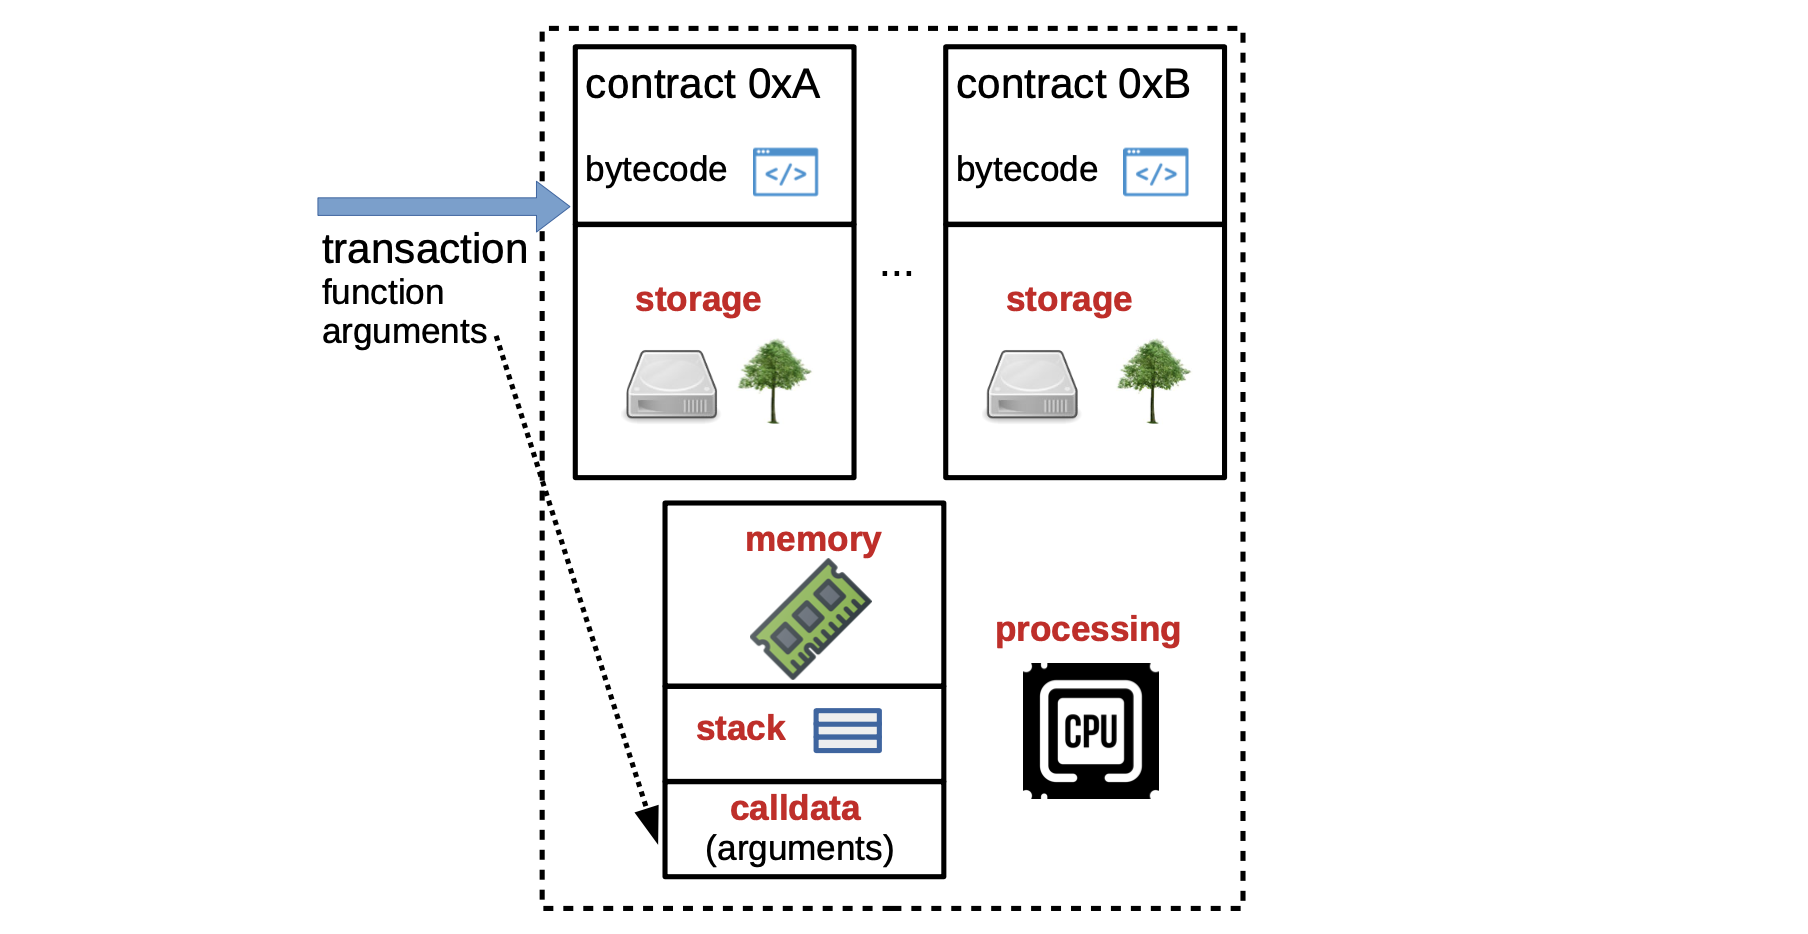 contract 0xA
bytecode
</>
storage
contract 0xB
bytecode
</>
storage
...
transaction
function
arguments
memory
stack
calldata
(arguments)
processing
CPU